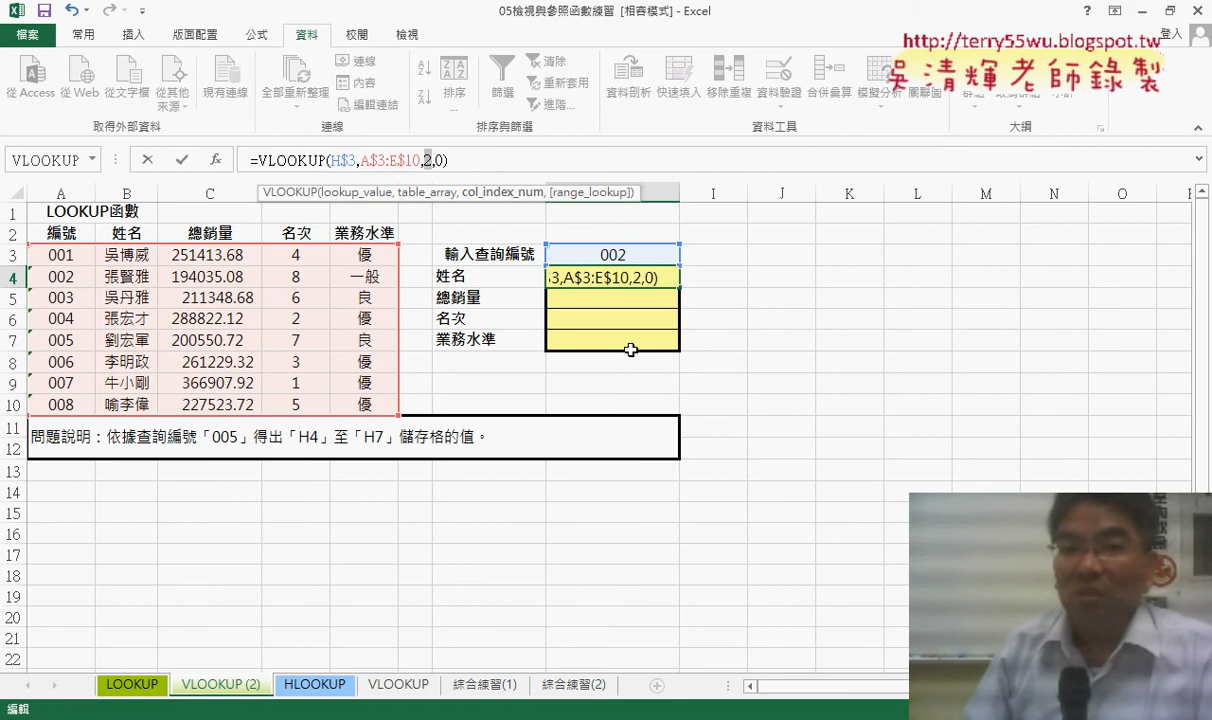 05檢視與參照函數練習 [相容模式] - Excel
檔案 常用 插入 版面配置 公式 資料 校閱 檢視 登入
http://terry55wu.blogspot.tw
吳清輝老師錄製
從 Access 從 Web 從文字檔 從其他來源 現有連線 全部重新整理 連線 內容 編輯連結 排序 篩選 清除 重新套用 進階... 資料剖析 快速填入 移除重複 資料驗證 合併彙算 模擬分析 關聯圖
取得外部資料 連線 排序與篩選 資料工具 大綱
VLOOKUP =VLOOKUP(H$3,A$3:E$10,2,0)
VLOOKUP(lookup_value, table_array, col_index_num, [range_lookup])
A B C I J K L M N O
1 LOOKUP函數
2 編號 姓名 總銷量 名次 業務水準
3 001 吳博威 251413.68 4 優 輸入查詢編號 002
4 002 張賢雅 194035.08 8 一般 姓名 3,A$3:E$10,2,0)
5 003 吳丹雅 211348.68 6 良 總銷量
6 004 張宏才 288822.12 2 優 名次
7 005 劉宏軍 200550.72 7 良 業務水準
8 006 李明政 261229.32 3 優
9 007 牛小剛 366907.92 1 優
10 008 喻李偉 227523.72 5 優
11
問題說明：依據查詢編號「005」得出「H4」至「H7」儲存格的值。
12
13
14
15
16
17
18
19
20
21
22
LOOKUP VLOOKUP (2) HLOOKUP VLOOKUP 綜合練習(1) 綜合練習(2)
編輯